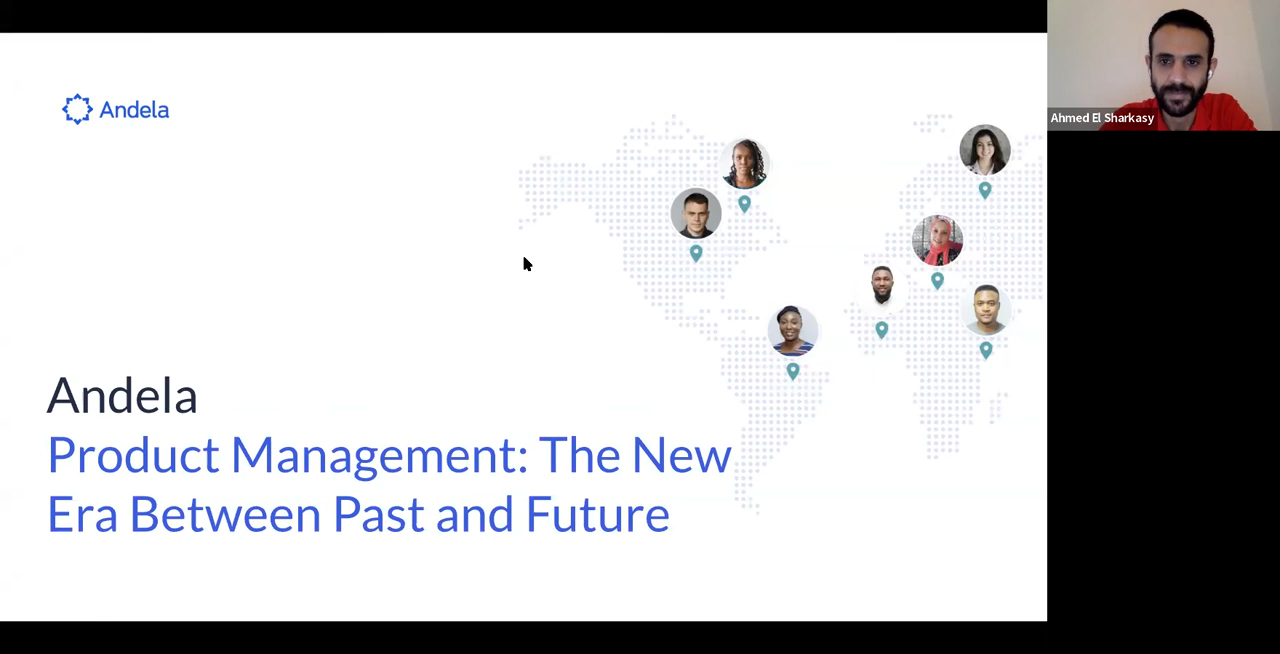 Andela
Ahmed El Sharkasy
Andela
Product Management: The New
Era Between Past and Future